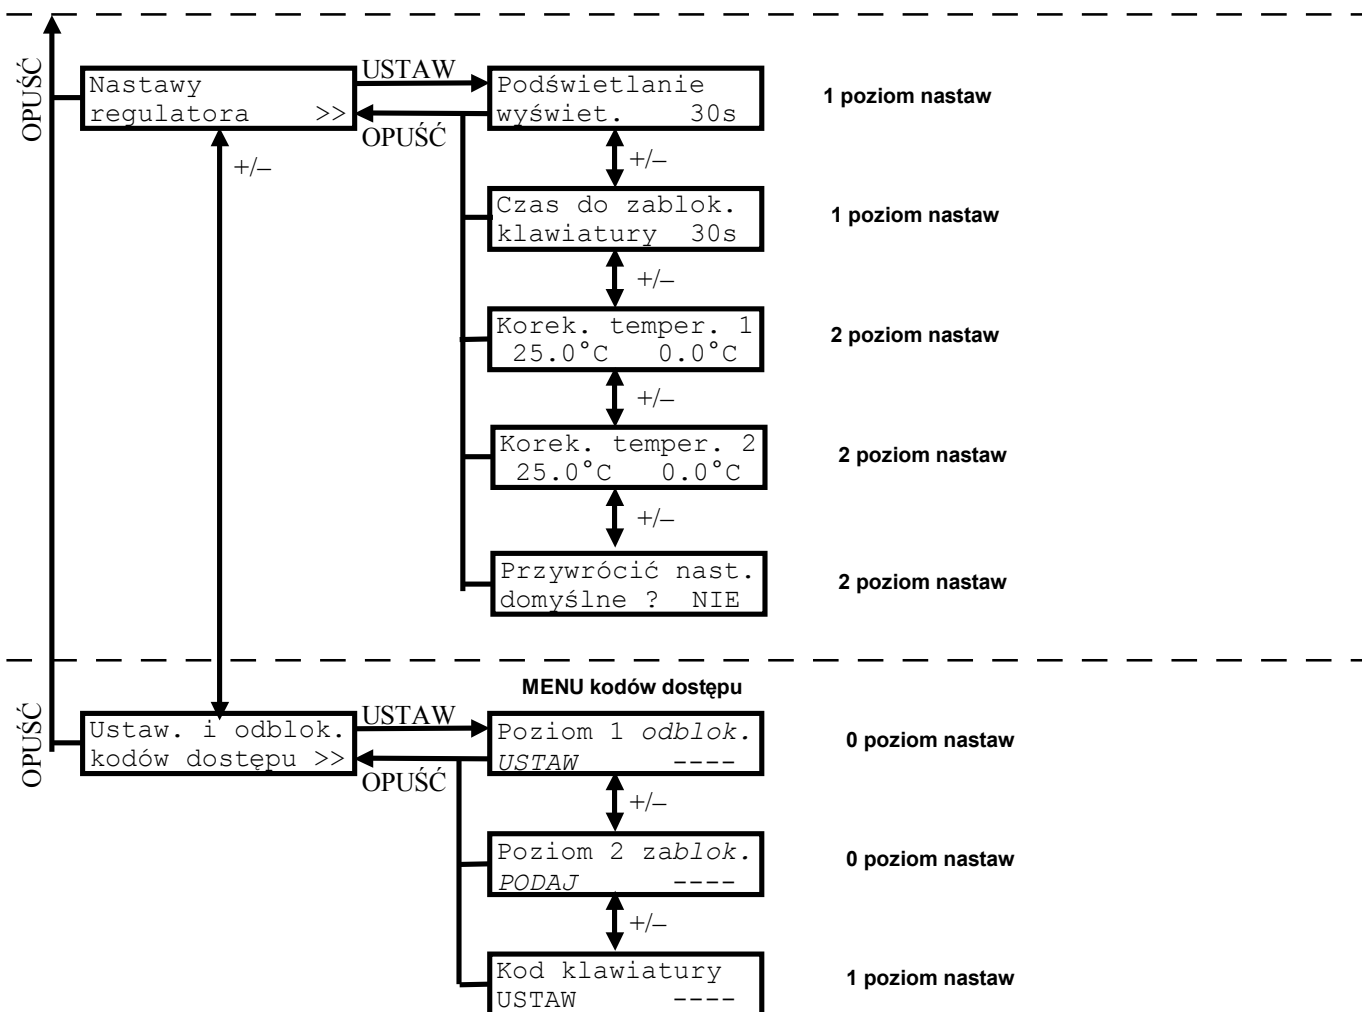 OPUŚĆ
Nastawy
regulatora >>
USTAW
OPUŚĆ
+/–
Podświetlanie
wyświet. 30s
1 poziom nastaw
+/–
Czas do zablok.
klawiatury 30s
1 poziom nastaw
+/–
Korek. temper. 1
25.0°C 0.0°C
2 poziom nastaw
+/–
Korek. temper. 2
25.0°C 0.0°C
2 poziom nastaw
+/–
Przywrócić nast.
domyślne ? NIE
2 poziom nastaw
MENU kodów dostępu
OPUŚĆ
Ustaw. i odblok.
kodów dostępu >>
USTAW
OPUŚĆ
Poziom 1 odblok.
USTAW ----
0 poziom nastaw
+/–
Poziom 2 zablok.
PODAJ ----
0 poziom nastaw
+/–
Kod klawiatury
USTAW ----
1 poziom nastaw